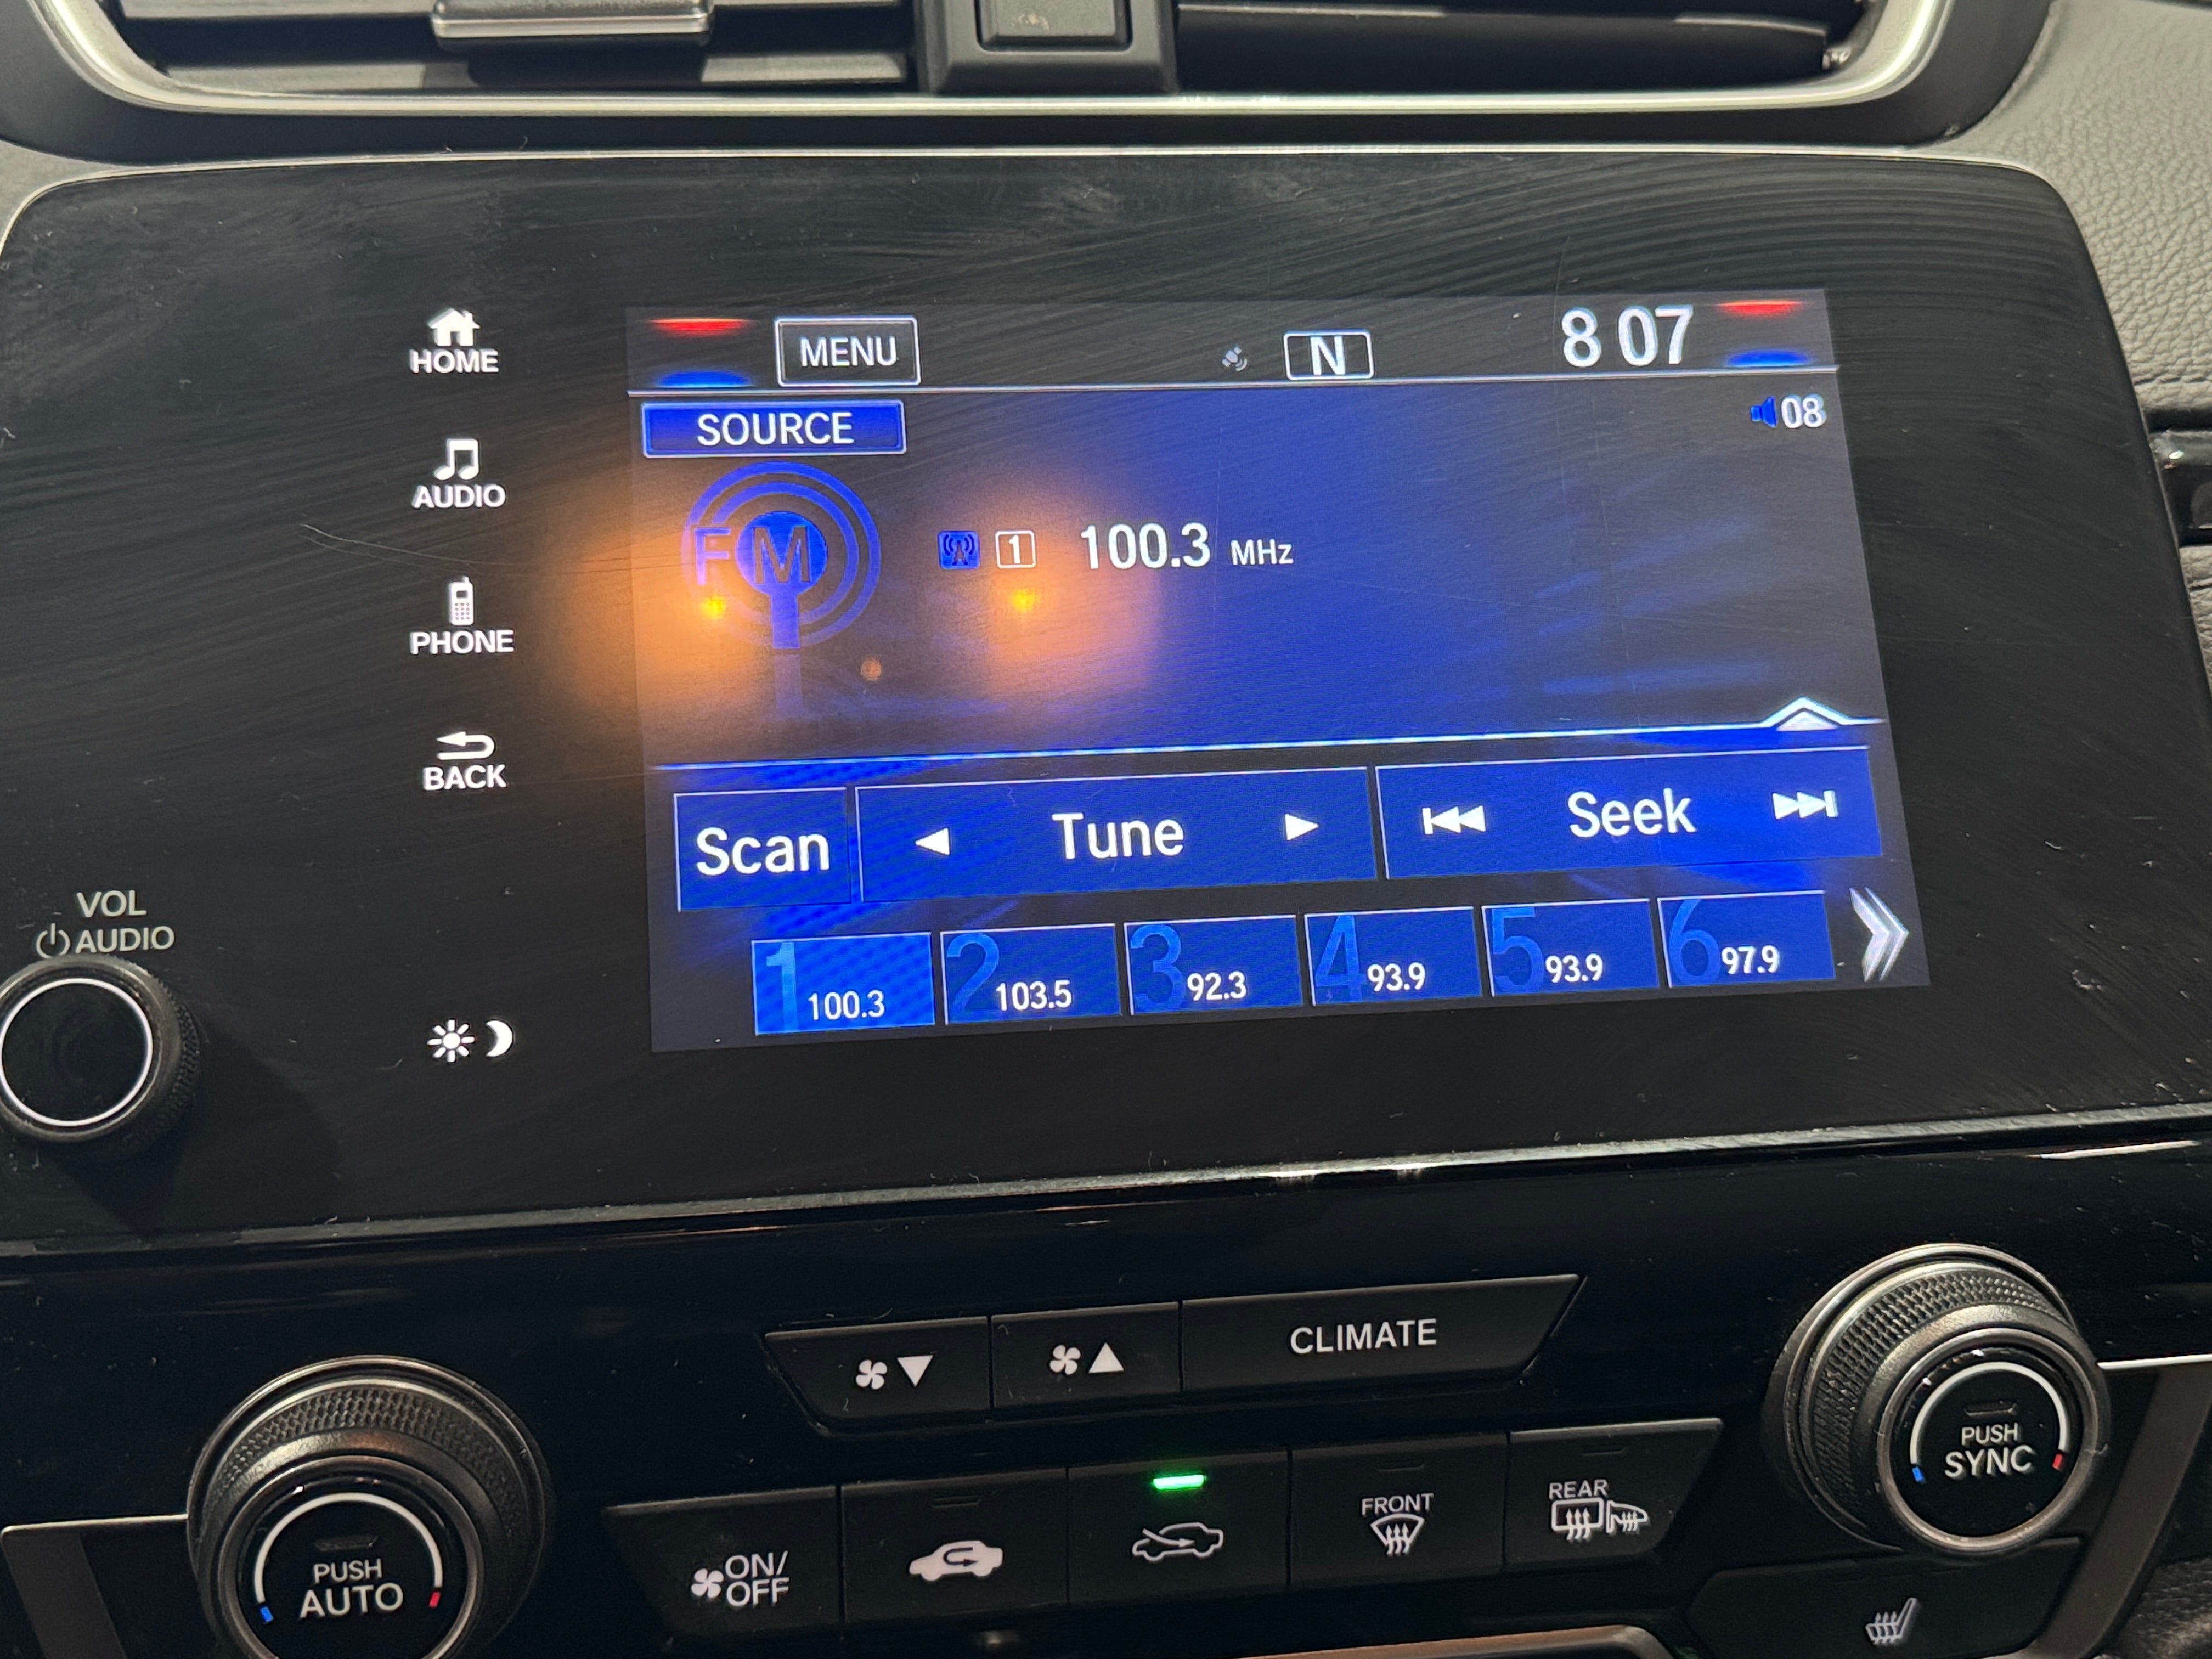 HOME
AUDIO
PHONE
BACK
VOL
AUDIO
MENU
N
8 07
SOURCE
08
FM
1
100.3 MHz
Scan
Tune
Seek
1 100.3
2 103.5
3 92.3
4 93.9
5 93.9
6 97.9
CLIMATE
PUSH
AUTO
ON/
OFF
FRONT
REAR
PUSH
SYNC